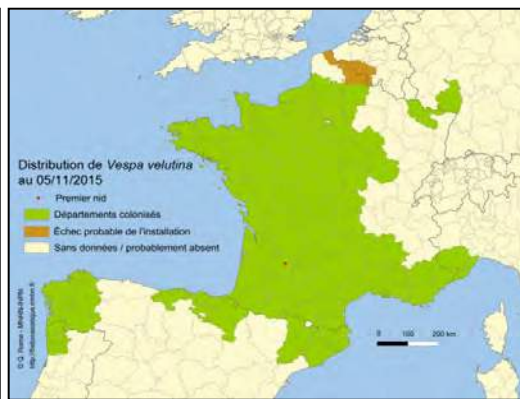 Distribution de Vespa velutina
au 05/11/2015
Premier nid
Départements colonisés
Échec probable de l'installation
Sans données / probablement absent
0 100 200 km